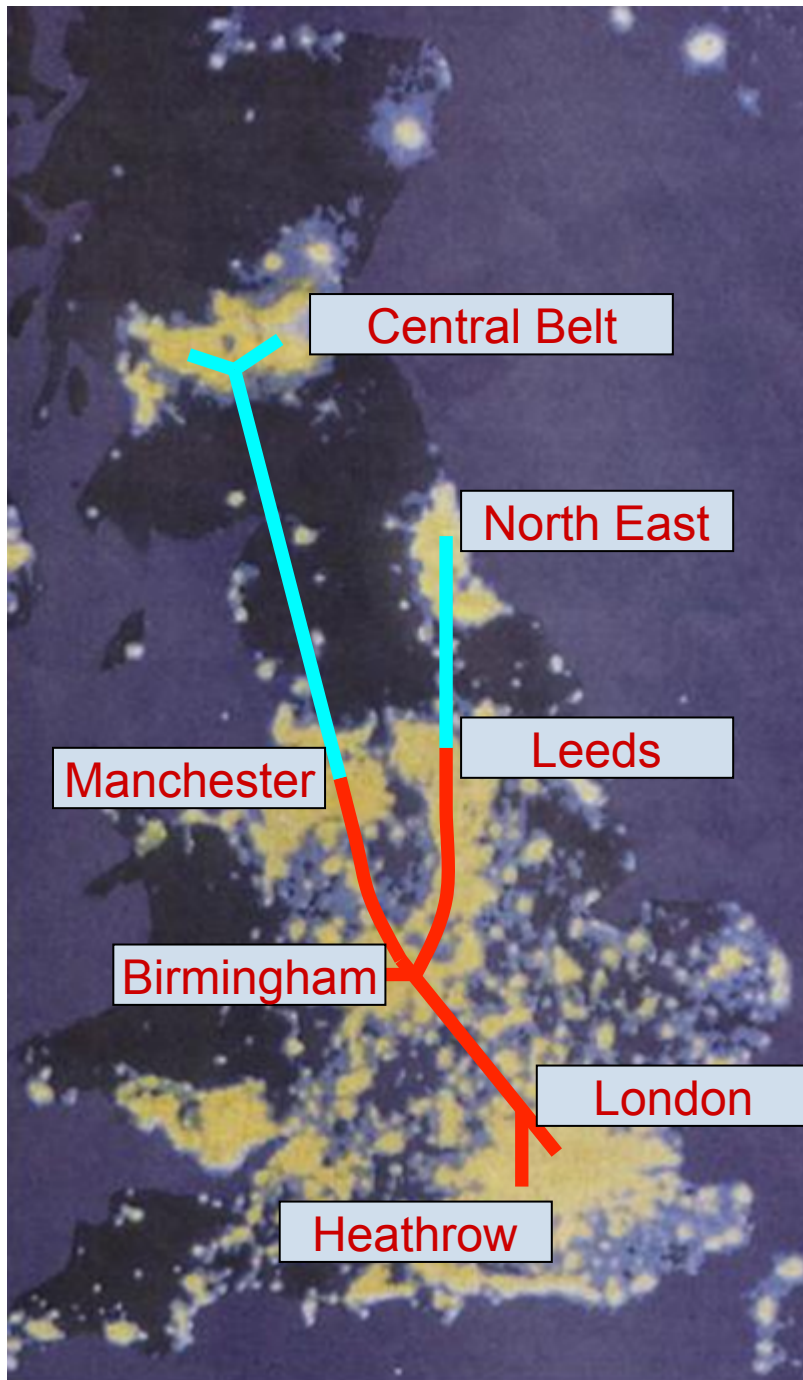 Central Belt
North East
Leeds
Manchester
Birmingham
London
Heathrow